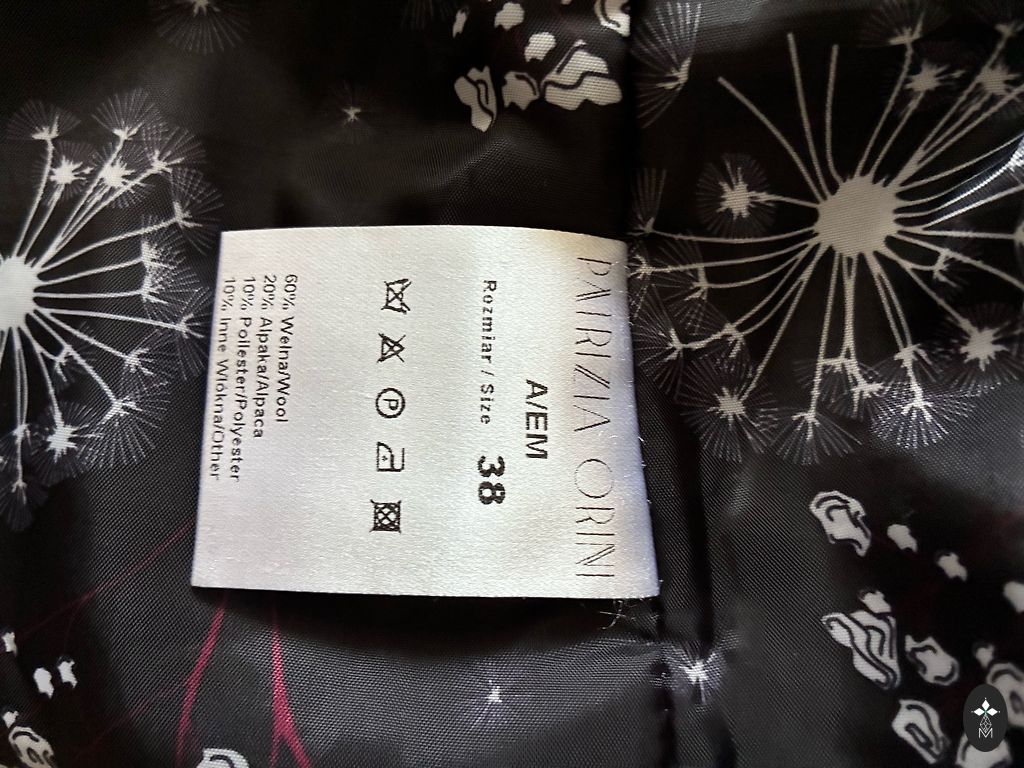 PATRIZIA ORINI
A/EM
Rozmiar / Size 38
60% Wełna/Wool
20% Alpaka/Alpaca
10% Poliester/Polyester
10% Inne Włókna/Other
P
M